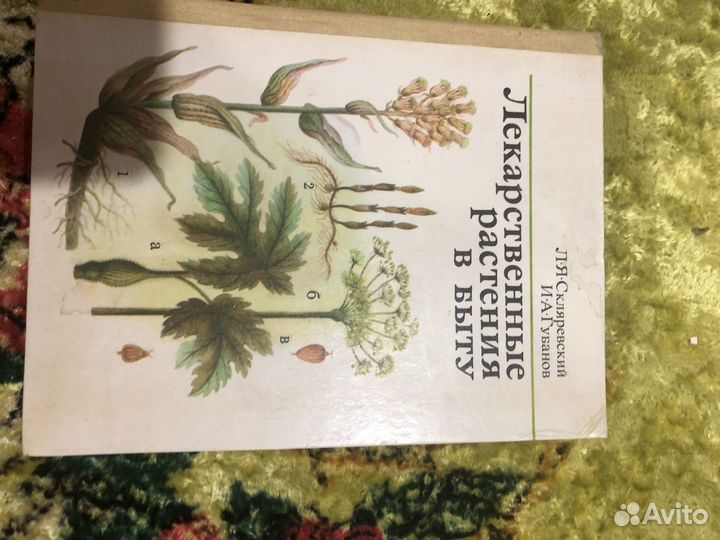 Л·Я·Скляревский
И·А·Губанов
Лекарственные
растения
в быту
1
2
а
б
в
Avito